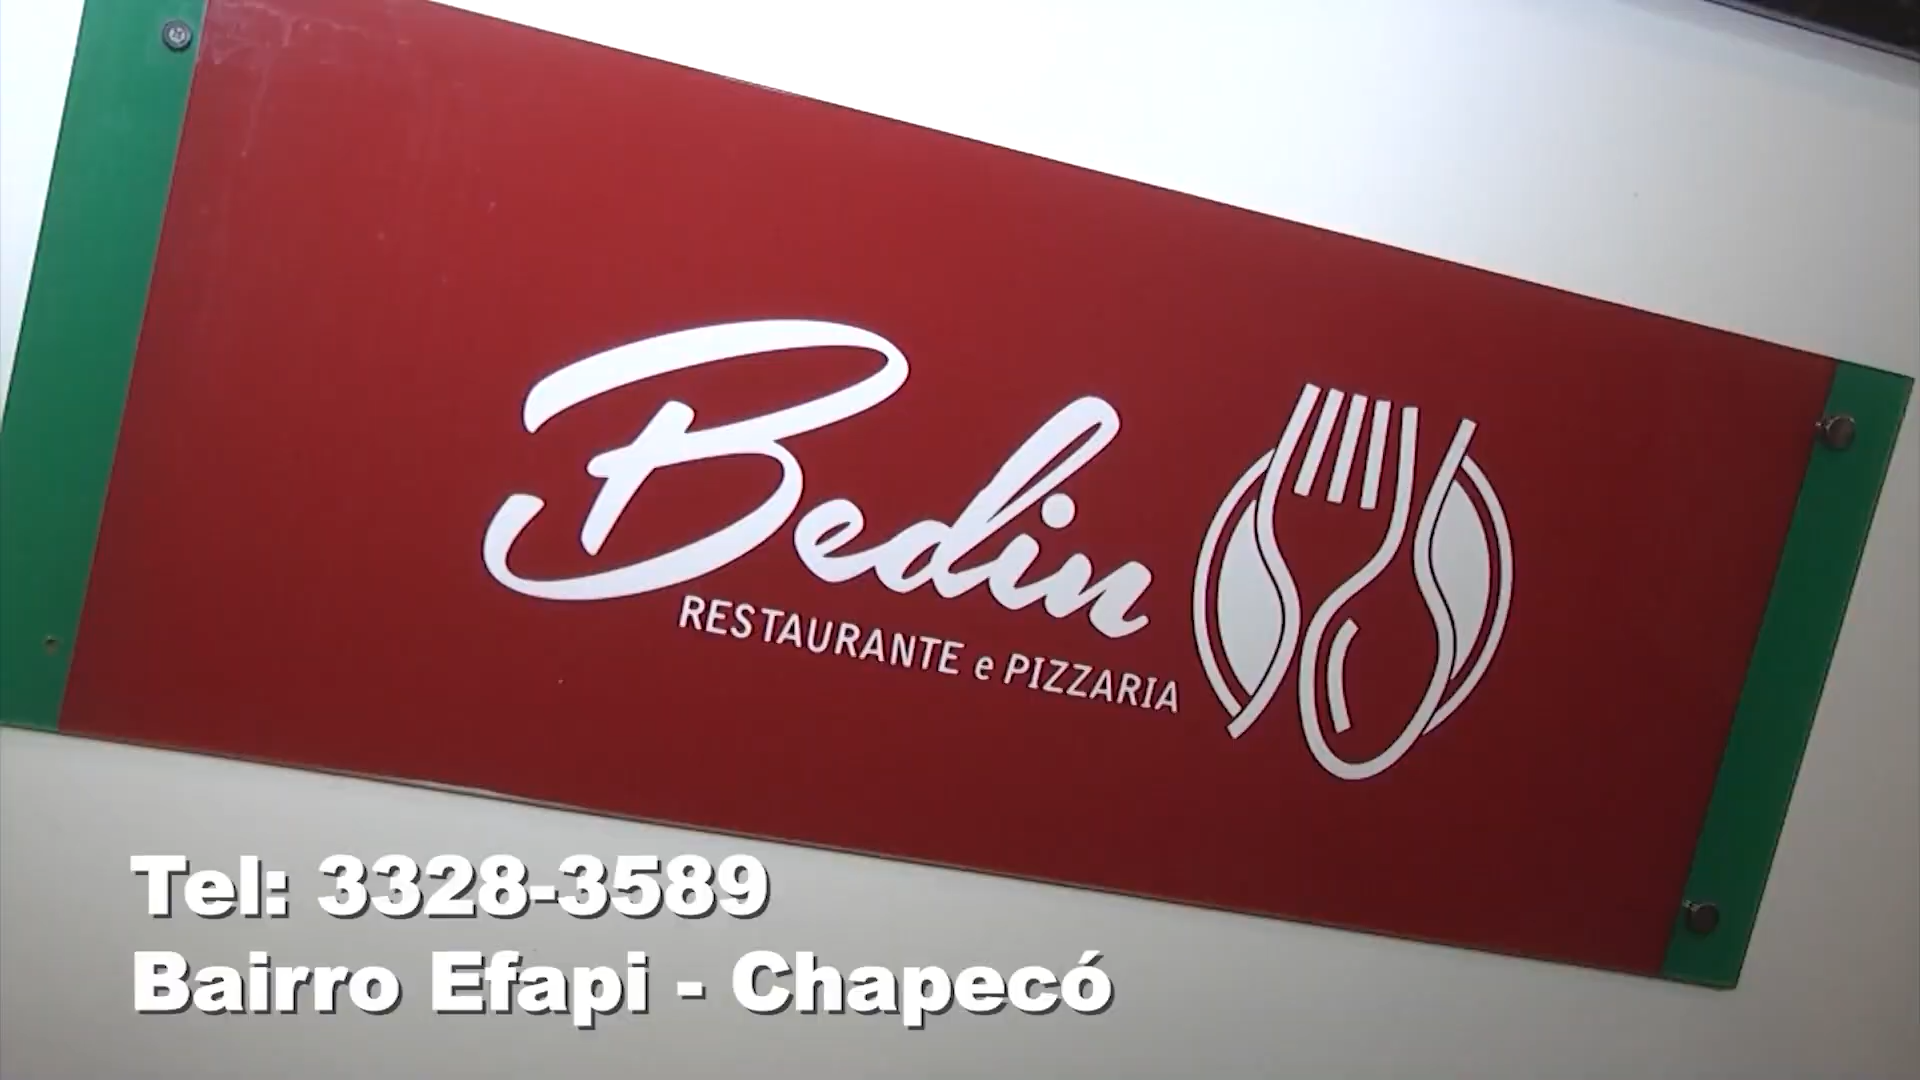 Bedin
RESTAURANTE e PIZZARIA
Tel: 3328-3589
Bairro Efapi - Chapecó